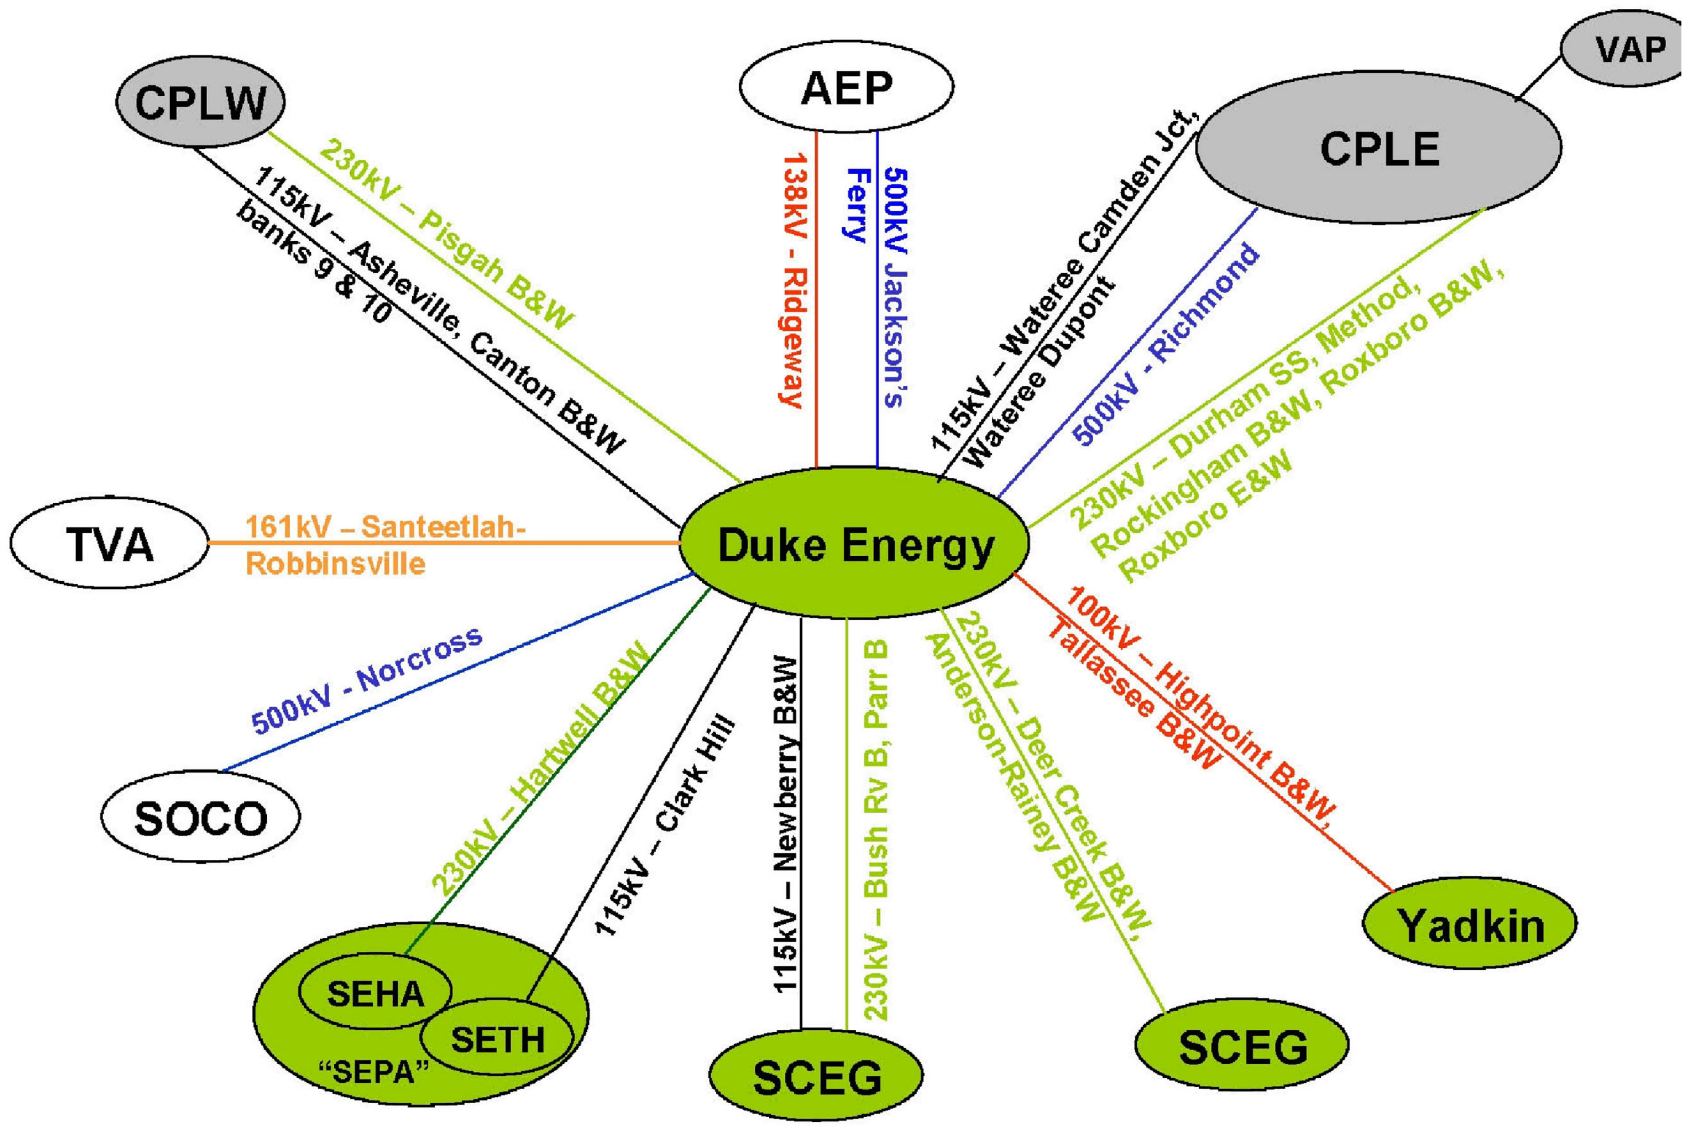 VAP
CPLW
AEP
CPLE
230kV – Pisgah B&W
115kV – Asheville, Canton B&W
banks 9 & 10
138kV - Ridgeway
500kV Jackson's
Ferry
115kV – Wateree Camden Jct,
Wateree Dupont
500kV - Richmond
230kV – Durham SS, Method,
Rockingham B&W, Roxboro B&W,
Roxboro E&W
TVA
161kV – Santeetlah-
Robbinsville
Duke Energy
500kV - Norcross
SOCO
230kV – Hartwell B&W
115kV – Clark Hill
115kV – Newberry B&W
230kV – Bush Rv B, Parr B
230kV – Deer Creek B&W,
Anderson-Rainey B&W
100kV – Highpoint B&W,
Tallassee B&W
Yadkin
SEHA
SETH
“SEPA”
SCEG
SCEG